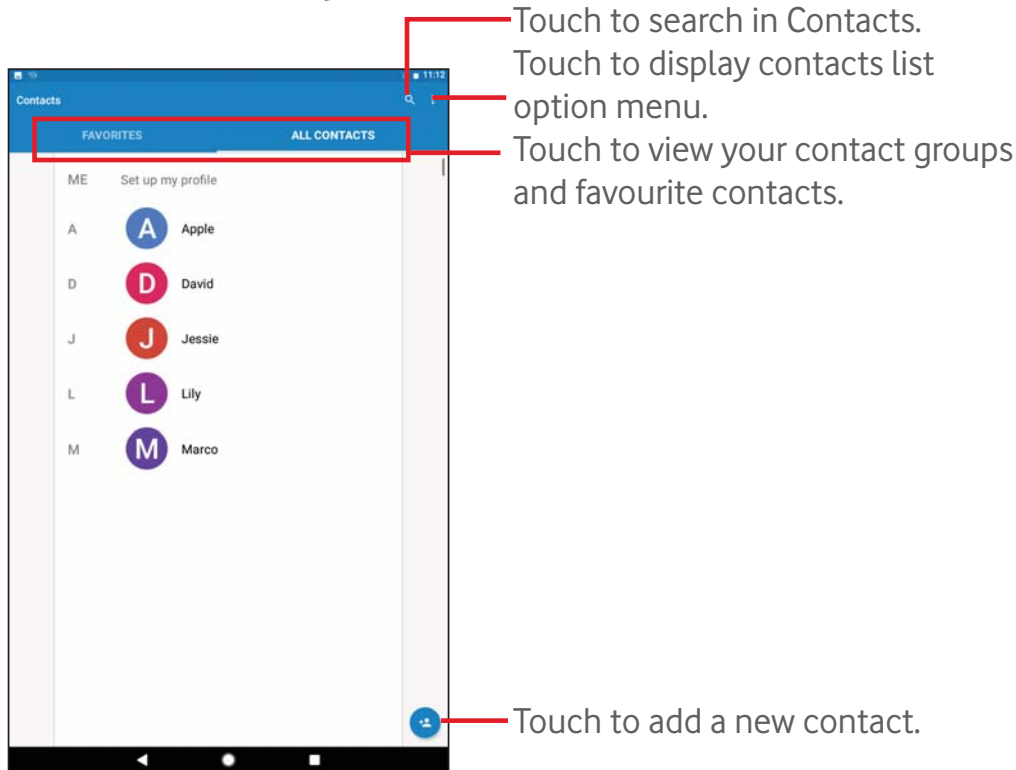 Touch to search in Contacts.
Touch to display contacts list
option menu.
Touch to view your contact groups
and favourite contacts.
11:12
Contacts
FAVORITES ALL CONTACTS
ME Set up my profile
A A Apple
D D David
J J Jessie
L L Lily
M M Marco
Touch to add a new contact.